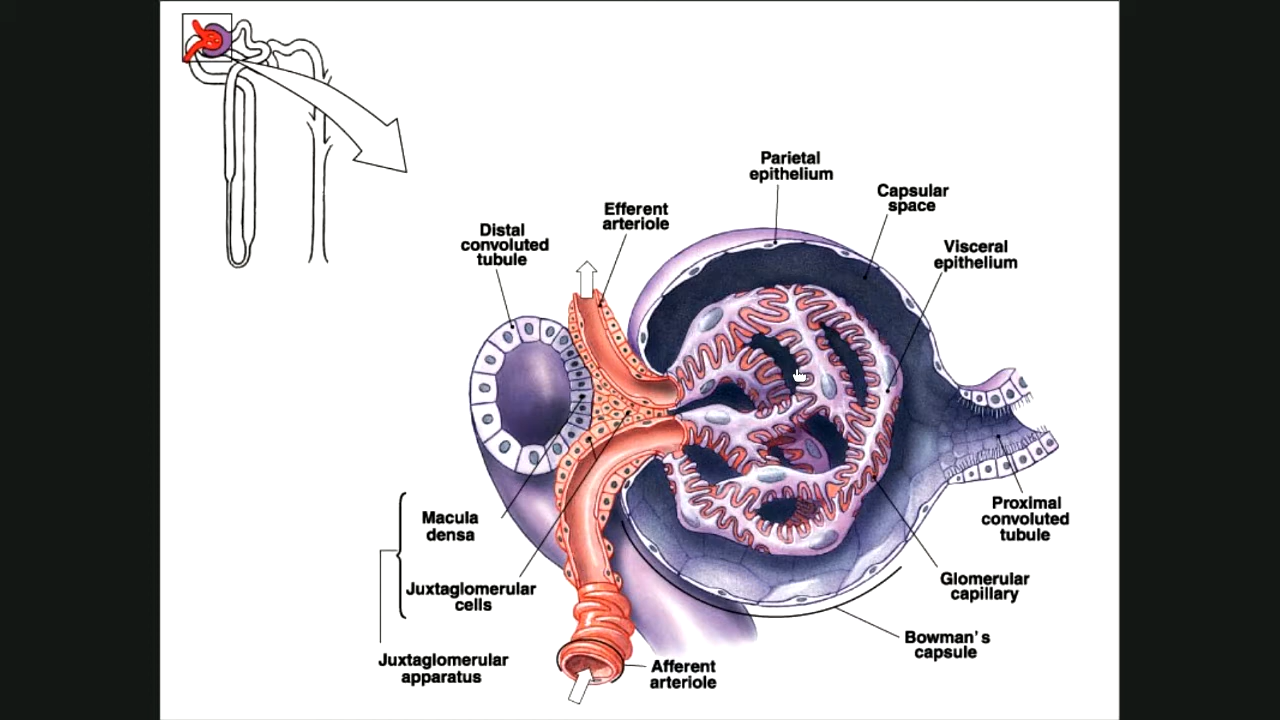 Parietal
epithelium
Capsular
space
Efferent
arteriole
Distal
convoluted
tubule
Visceral
epithelium
Macula
densa
Proximal
convoluted
tubule
Juxtaglomerular
cells
Glomerular
capillary
Bowman's
capsule
Juxtaglomerular
apparatus
Afferent
arteriole